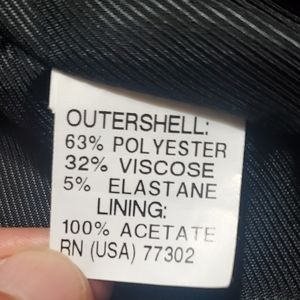 OUTERSHELL:
63% POLYESTER
32% VISCOSE
5% ELASTANE
LINING:
100% ACETATE
RN (USA) 77302